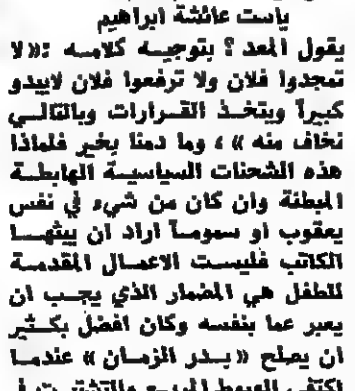 ياست عائشة ابراهيم
يقول المعد ؟ بتوجيه كلامه :« لا
تمجدوا فلان ولا ترفعوا فلان لايبدو
كبيراً ويتخذ القرارات وبالتالي
نخاف منه » ، وما دمنا بخير فلماذا
هذه الشحنات السياسية الهابطة
المبطنة وان كان من شيء في نفس
يعقوب او سموماً اراد ان يبثها
الكاتب فليست الاعمال المقدمة
للطفل هي المضمار الذي يجب ان
يعبر عما بنفسه وكان افضل بكثير
ان يصلح « بدر الزمان » عندما